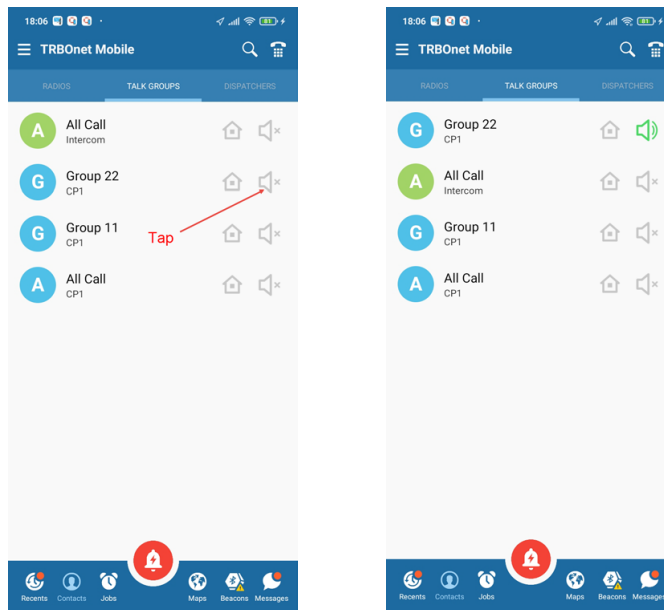 18:06
TRBOnet Mobile
RADIOS TALK GROUPS DISPATCHERS
A All Call
Intercom
G Group 22
CP1
G Group 11
CP1
Tap
A All Call
CP1
Recents Contacts Jobs Maps Beacons Messages
18:06
TRBOnet Mobile
RADIOS TALK GROUPS DISPATCHERS
G Group 22
CP1
A All Call
Intercom
G Group 11
CP1
A All Call
CP1
Recents Contacts Jobs Maps Beacons Messages